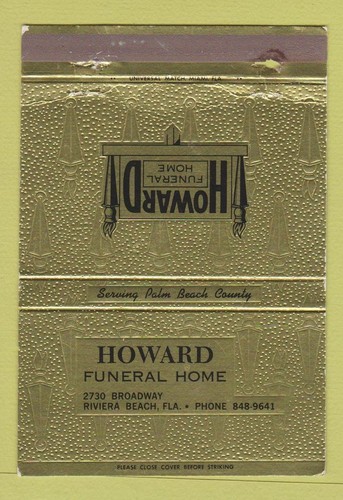 UNIVERSAL MATCH, MIAMI, FLA.
HOWARD
FUNERAL
HOME
Serving Palm Beach County
HOWARD
FUNERAL HOME
2730 BROADWAY
RIVIERA BEACH, FLA. • PHONE 848-9641
PLEASE CLOSE COVER BEFORE STRIKING